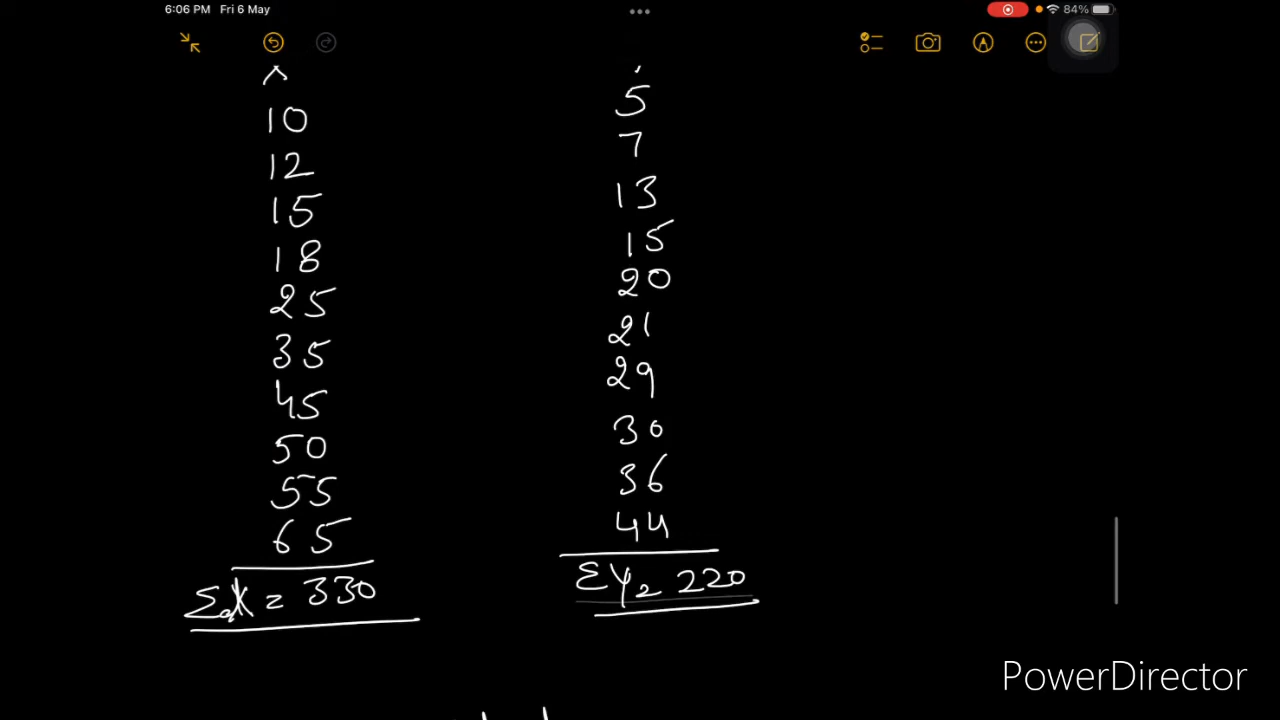 6:06 PM Fri 6 May
84%
X
10 5
12 7
15 13
18 15
25 20
35 21
45 29
50 30
55 36
65 44
ΣX = 330 ΣY = 220
PowerDirector